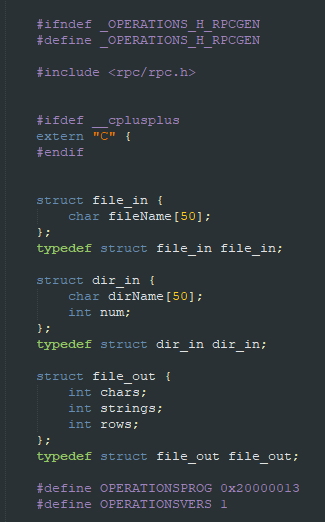 #ifndef _OPERATIONS_H_RPCGEN
#define _OPERATIONS_H_RPCGEN
#include <rpc/rpc.h>
#ifdef __cplusplus
extern "C" {
#endif
struct file_in {
char fileName[50];
};
typedef struct file_in file_in;
struct dir_in {
char dirName[50];
int num;
};
typedef struct dir_in dir_in;
struct file_out {
int chars;
int strings;
int rows;
};
typedef struct file_out file_out;
#define OPERATIONSPROG 0x20000013
#define OPERATIONSVERS 1